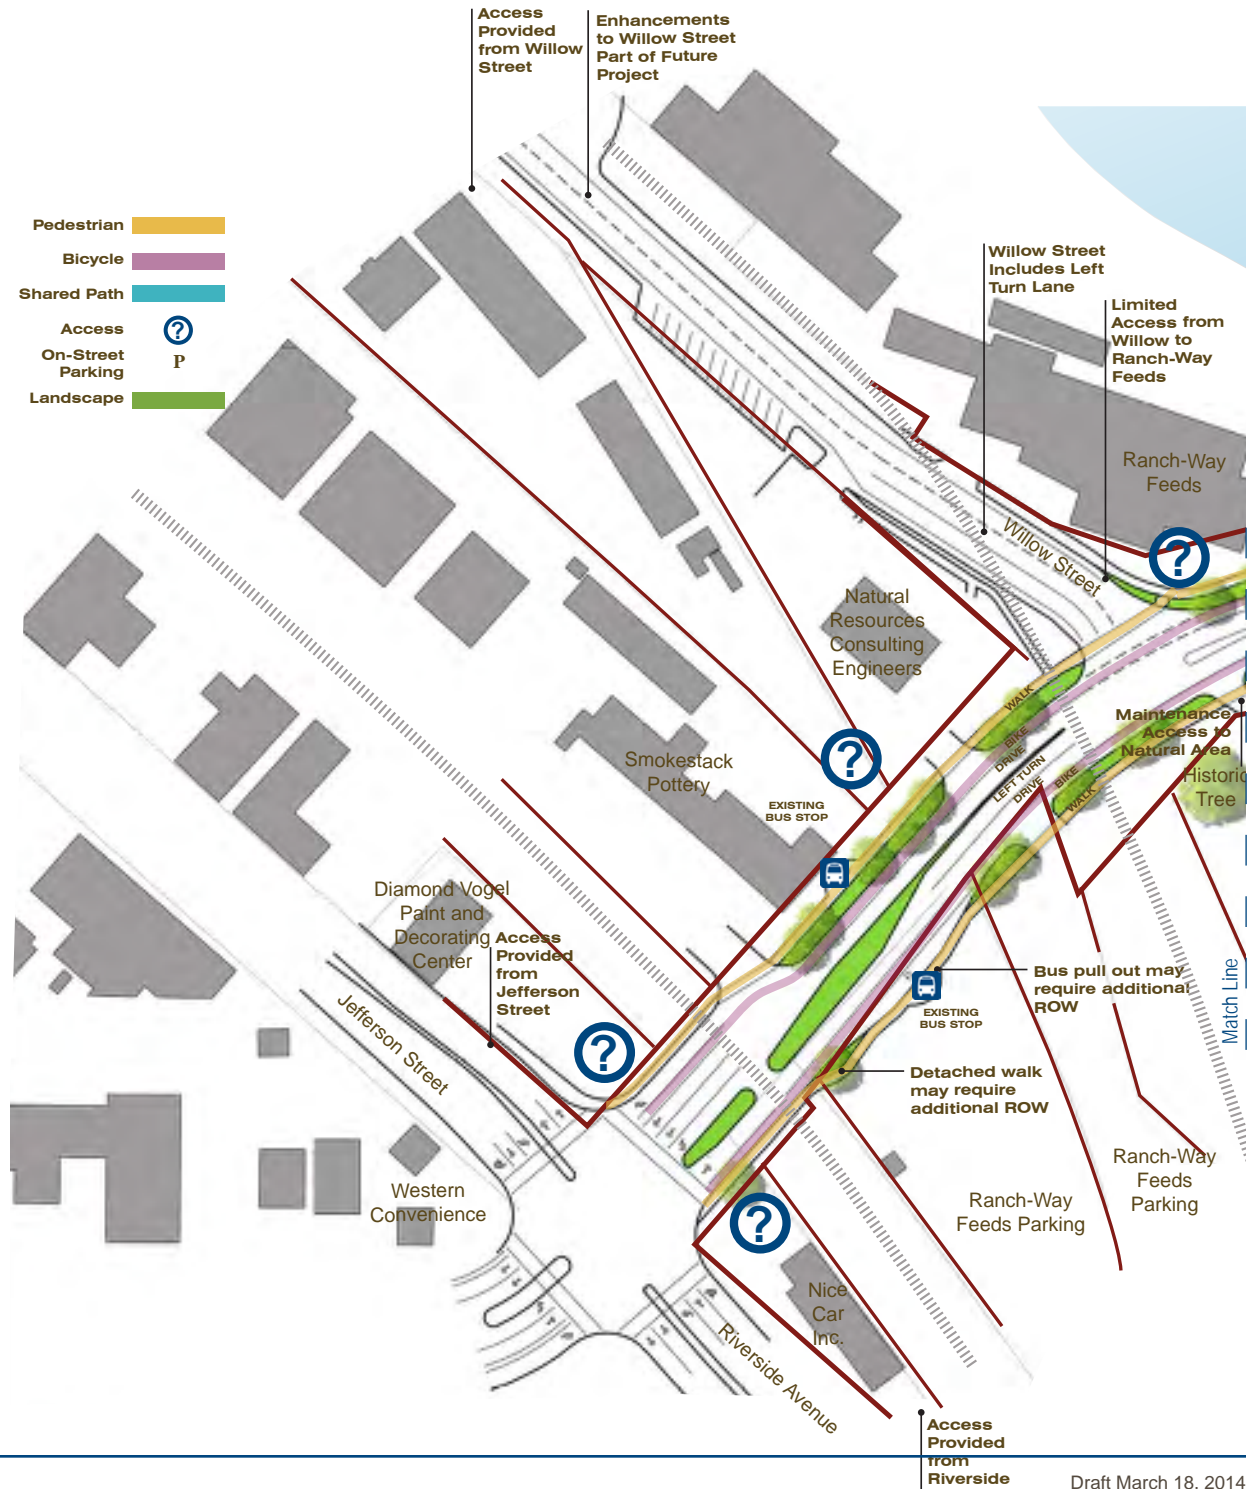 Access
Provided
from Willow
Street
Enhancements
to Willow Street
Part of Future
Project
Pedestrian
Bicycle
Shared Path
Access
?
On-Street
Parking
P
Landscape
Willow Street
Includes Left
Turn Lane
Limited
Access from
Willow to
Ranch-Way
Feeds
Ranch-Way
Feeds
?
Willow Street
Natural
Resources
Consulting
Engineers
WALK
BIKE
DRIVE
LEFT TURN
DRIVE
BIKE
WALK
Maintenance
Access to
Natural Area
Historic
Tree
?
Smokestack
Pottery
EXISTING
BUS STOP
Diamond Vogel
Paint and
Decorating
Center
Access
Provided
from
Jefferson
Street
Bus pull out may
require additional
ROW
EXISTING
BUS STOP
Match Line
Jefferson Street
?
Detached walk
may require
additional ROW
Western
Convenience
Ranch-Way
Feeds
Parking
Ranch-Way
Feeds Parking
?
Nice
Car
Inc.
Riverside Avenue
Access
Provided
from
Riverside
Draft March 18, 2014